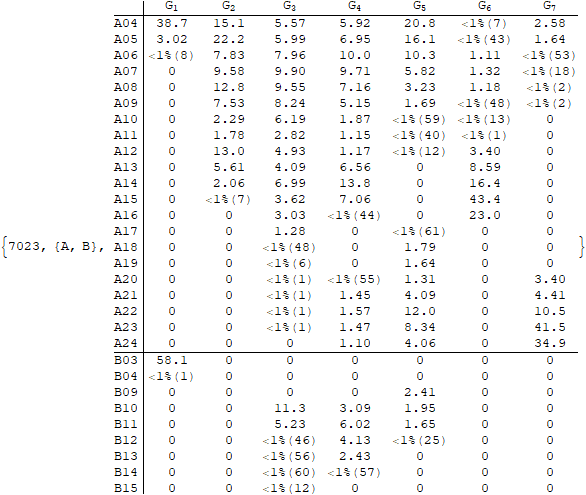 G1 G2 G3 G4 G5 G6 G7
A04 38.7 15.1 5.57 5.92 20.8 <1%(7) 2.58
A05 3.02 22.2 5.99 6.95 16.1 <1%(43) 1.64
A06 <1%(8) 7.83 7.96 10.0 10.3 1.11 <1%(53)
A07 0 9.58 9.90 9.71 5.82 1.32 <1%(18)
A08 0 12.8 9.55 7.16 3.23 1.18 <1%(2)
A09 0 7.53 8.24 5.15 1.69 <1%(48) <1%(2)
A10 0 2.29 6.19 1.87 <1%(59) <1%(13) 0
A11 0 1.78 2.82 1.15 <1%(40) <1%(1) 0
A12 0 13.0 4.93 1.17 <1%(12) 3.40 0
A13 0 5.61 4.09 6.56 0 8.59 0
A14 0 2.06 6.99 13.8 0 16.4 0
A15 0 <1%(7) 3.62 7.06 0 43.4 0
A16 0 0 3.03 <1%(44) 0 23.0 0
A17 0 0 1.28 0 <1%(61) 0 0
{7023, {A, B}, A18 0 0 <1%(48) 0 1.79 0 0 }
A19 0 0 <1%(6) 0 1.64 0 0
A20 0 0 <1%(1) <1%(55) 1.31 0 3.40
A21 0 0 <1%(1) 1.45 4.09 0 4.41
A22 0 0 <1%(1) 1.57 12.0 0 10.5
A23 0 0 <1%(1) 1.47 8.34 0 41.5
A24 0 0 0 1.10 4.06 0 34.9
B03 58.1 0 0 0 0 0 0
B04 <1%(1) 0 0 0 0 0 0
B09 0 0 0 0 2.41 0 0
B10 0 0 11.3 3.09 1.95 0 0
B11 0 0 5.23 6.02 1.65 0 0
B12 0 0 <1%(46) 4.13 <1%(25) 0 0
B13 0 0 <1%(56) 2.43 0 0 0
B14 0 0 <1%(60) <1%(57) 0 0 0
B15 0 0 <1%(12) 0 0 0 0